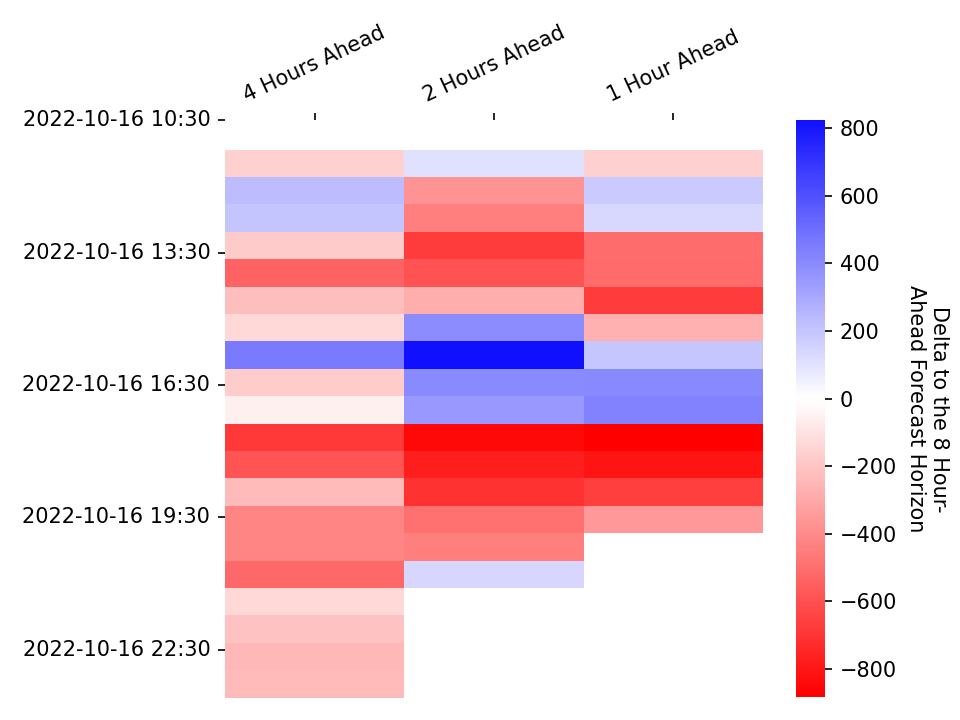 4 Hours Ahead
2 Hours Ahead
1 Hour Ahead
2022-10-16 10:30
2022-10-16 13:30
2022-10-16 16:30
2022-10-16 19:30
2022-10-16 22:30
800
600
400
200
0
−200
−400
−600
−800
Delta to the 8 Hour-
Ahead Forecast Horizon